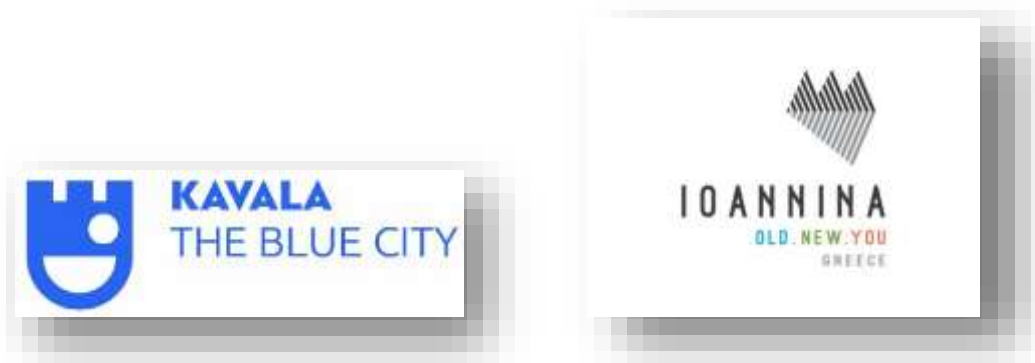 KAVALA
THE BLUE CITY
IOANNINA
OLD.NEW.YOU
GREECE